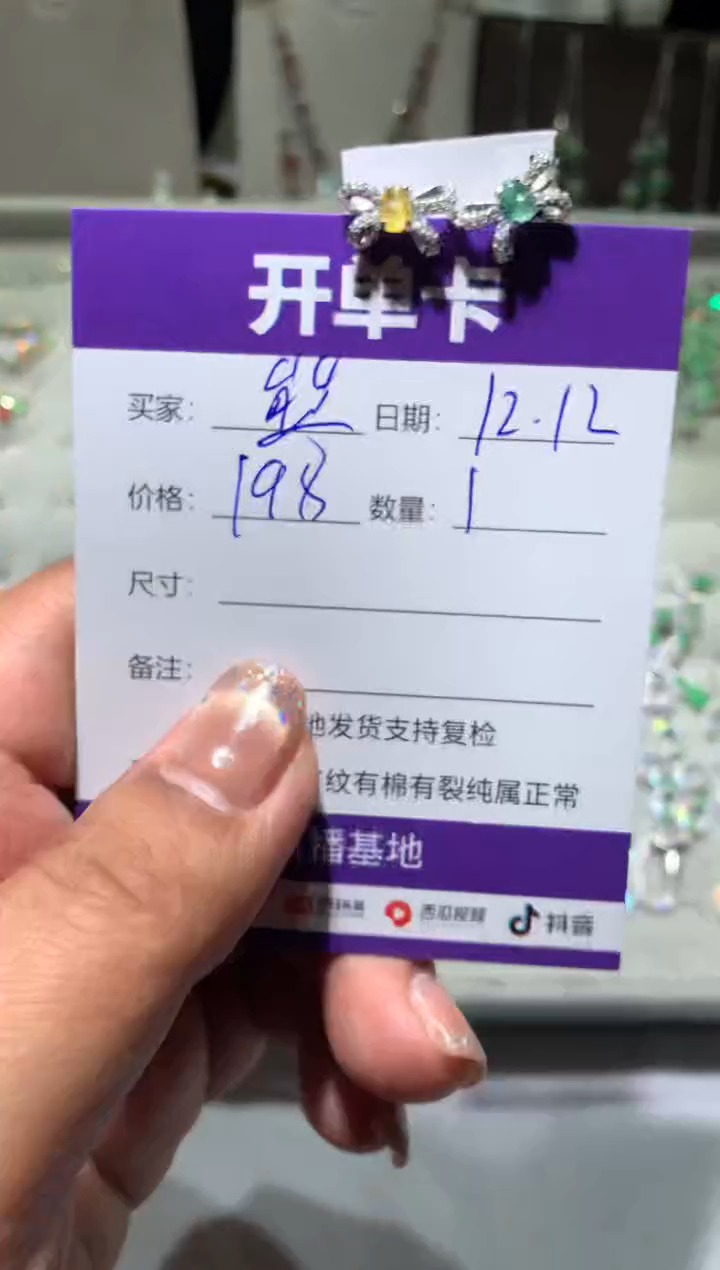 开单卡
买家: 熊 日期: 12.12
价格: 198 数量: 1
尺寸:
备注:
地发货支持复检
纹有棉有裂纯属正常
播基地
西瓜视频 抖音